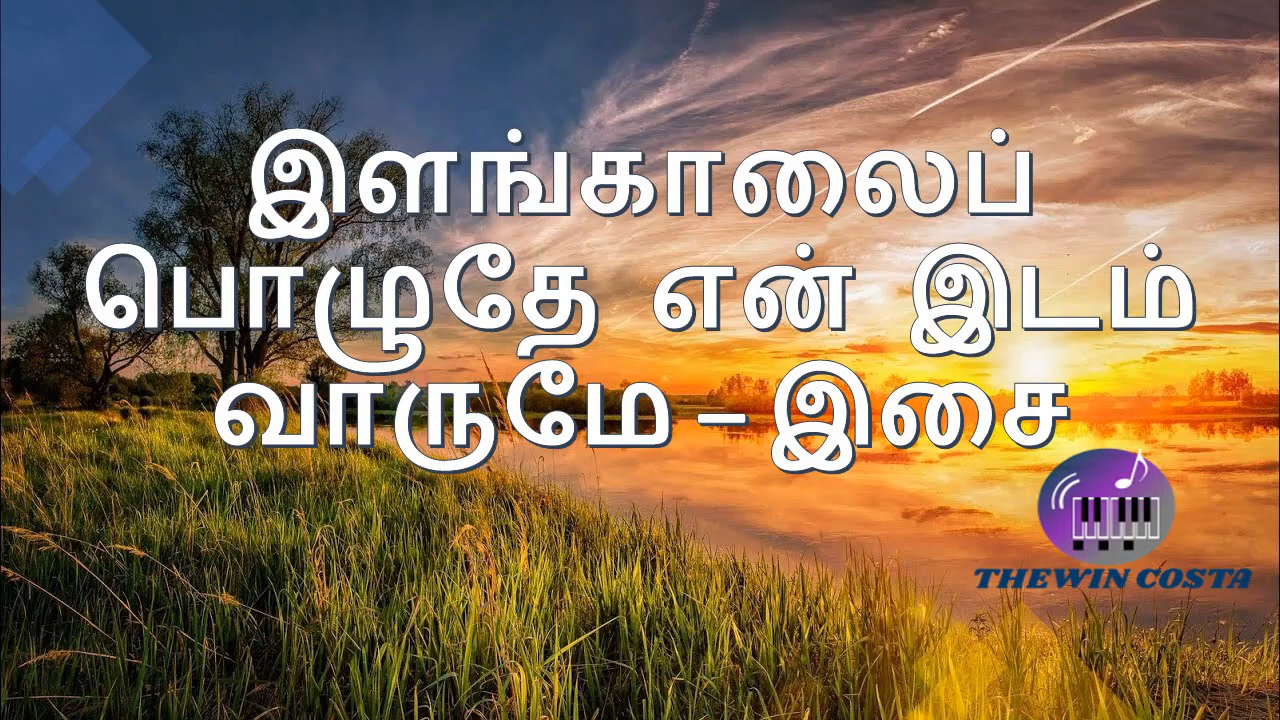 இளங்காலைப்
பொழுதே என் இடம்
வாருமே - இசை
THEWIN COSTA